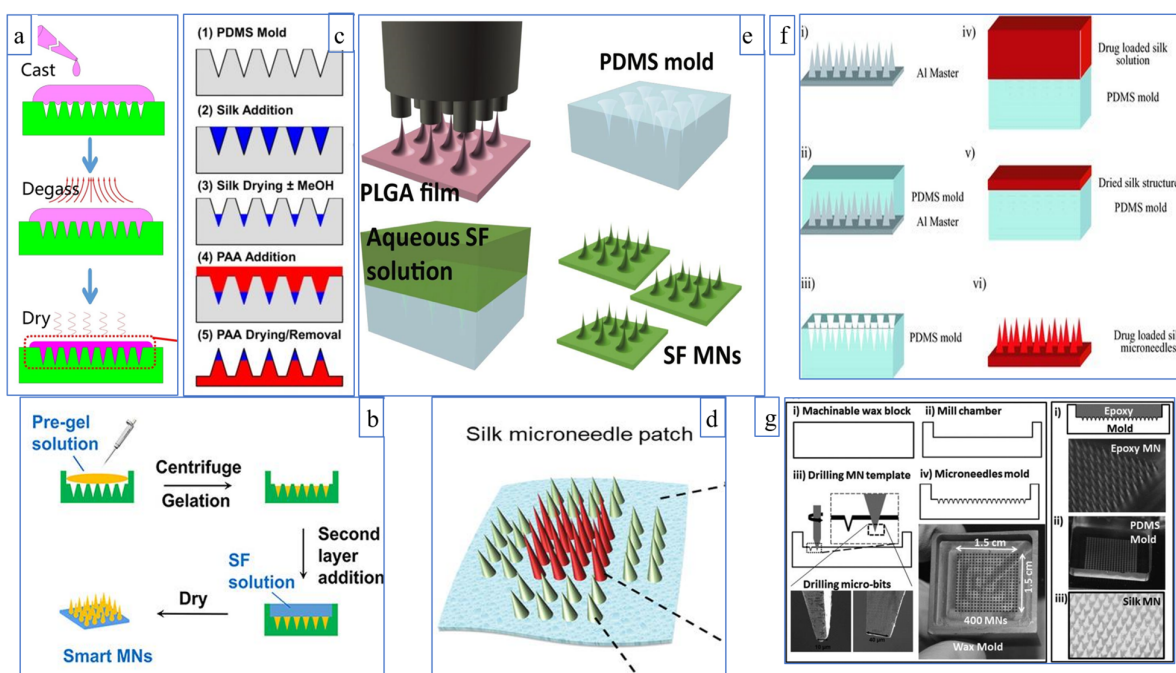 a
Cast
Degass
Dry
c
(1) PDMS Mold
(2) Silk Addition
(3) Silk Drying ± MeOH
(4) PAA Addition
(5) PAA Drying/Removal
e
PLGA film
PDMS mold
Aqueous SF
solution
SF MNs
f
i)
Al Master
ii)
PDMS mold
Al Master
iii)
PDMS mold
iv)
Drug loaded silk
solution
PDMS mold
v)
Dried silk structure
PDMS mold
vi)
Drug loaded sil
microneedles
b
Pre-gel
solution
Centrifuge
Gelation
Second
layer
addition
SF
solution
Dry
Smart MNs
d
Silk microneedle patch
g
i) Machinable wax block
ii) Mill chamber
iii) Drilling MN template
iv) Microneedles mold
Drilling micro-bits
1.5 cm
1.5 cm
400 MNs
Wax Mold
i)
Epoxy
Mold
Epoxy MN
ii)
PDMS
Mold
iii)
Silk MN